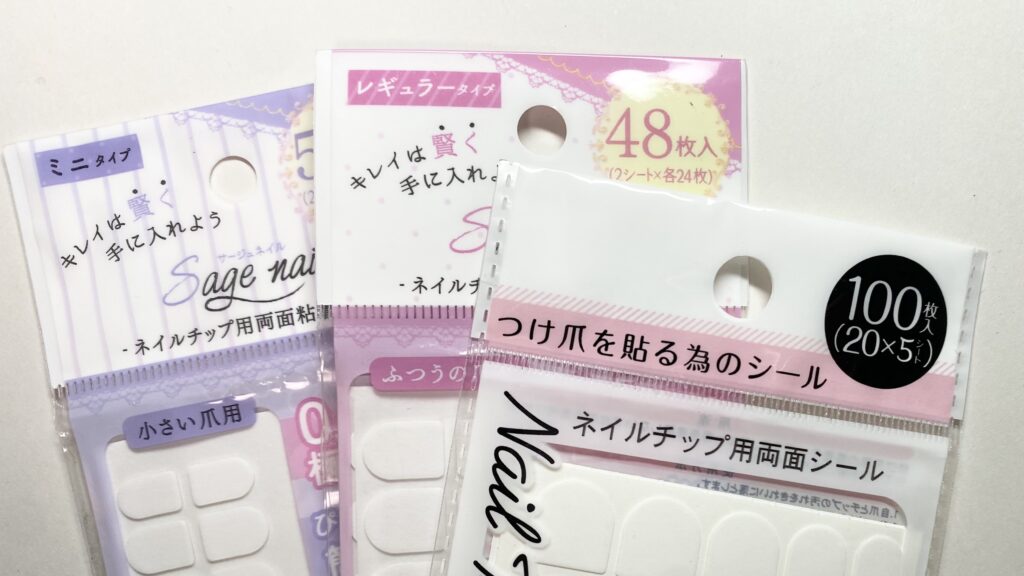 ミニタイプ
キレイは賢く
手に入れよう
サージュネイル
Sage nai
- ネイルチップ用両面粘
小さい爪用
レギュラータイプ
キレイは賢く
手に入れよ
48枚入
(2シート×各24枚)
S
- ネイルチ
ふつうの
100枚入
(20×5シート)
つけ爪を貼る為のシール
ネイルチップ用両面シール
Nail